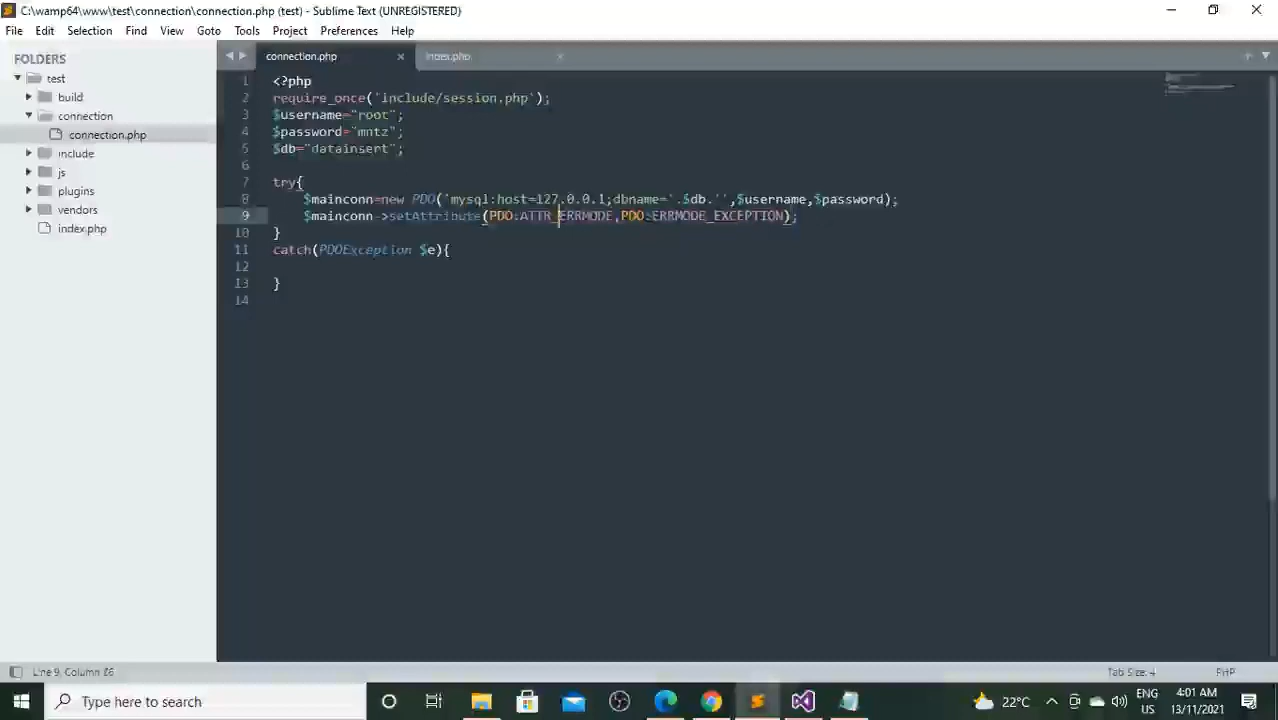 C:\wamp64\www\test\connection\connection.php (test) - Sublime Text (UNREGISTERED)
File Edit Selection Find View Goto Tools Project Preferences Help
FOLDERS
test
build
connection
connection.php
include
js
plugins
vendors
index.php
connection.php index.php
1 <?php
2 require_once('include/session.php');
3 $username="root";
4 $password="mntz";
5 $db="datainsert";
6
7 try{
8 $mainconn=new PDO('mysql:host=127.0.0.1;dbname='.$db.'',$username,$password);
9 $mainconn->setAttribute(PDO::ATTR_ERRMODE,PDO::ERRMODE_EXCEPTION);
10 }
11 catch(PDOException $e){
12
13 }
14
Line 9, Column
Tab Size: 4 PHP
Type here to search
22°C
ENG
US
4:01 AM
13/11/2021